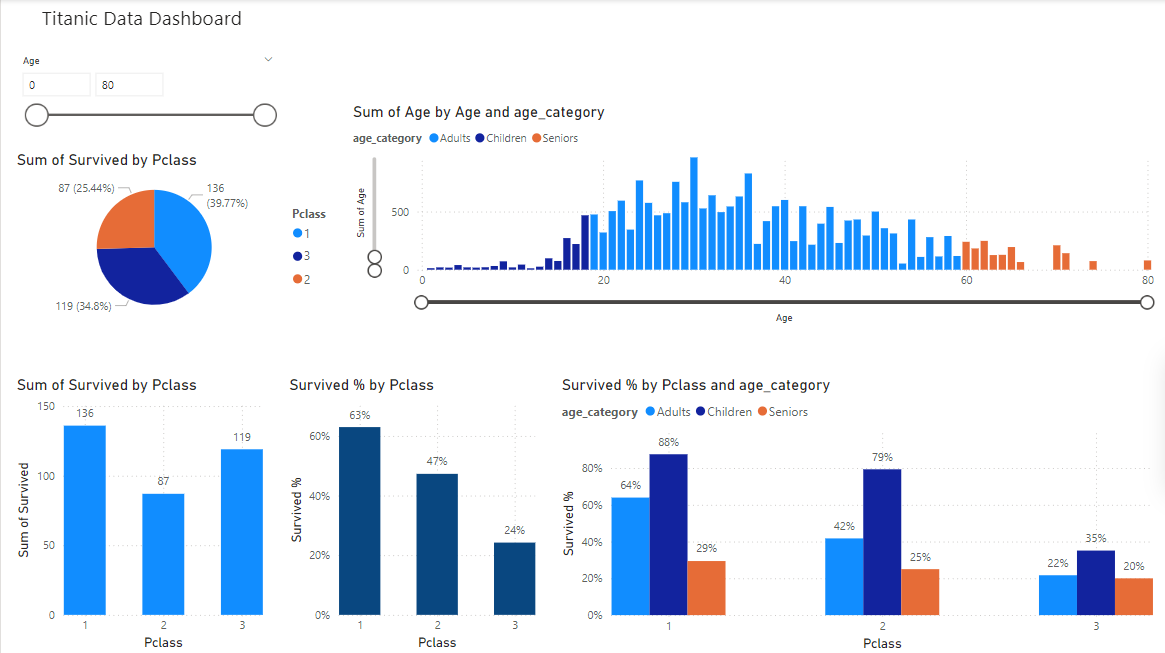 Titanic Data Dashboard
Age
0 80
Sum of Survived by Pclass
87 (25.44%)
136
(39.77%)
119 (34.8%)
Pclass
1
3
2
Sum of Age by Age and age_category
age_category Adults Children Seniors
Sum of Age
500
0
0 20 40 60 80
Age
Sum of Survived by Pclass
Sum of Survived
150
100
50
0
136
87
119
1 2 3
Pclass
Survived % by Pclass
Survived %
60%
40%
20%
0%
63%
47%
24%
1 2 3
Pclass
Survived % by Pclass and age_category
age_category Adults Children Seniors
Survived %
80%
60%
40%
20%
0%
64%
88%
29%
42%
79%
25%
22%
35%
20%
1 2 3
Pclass